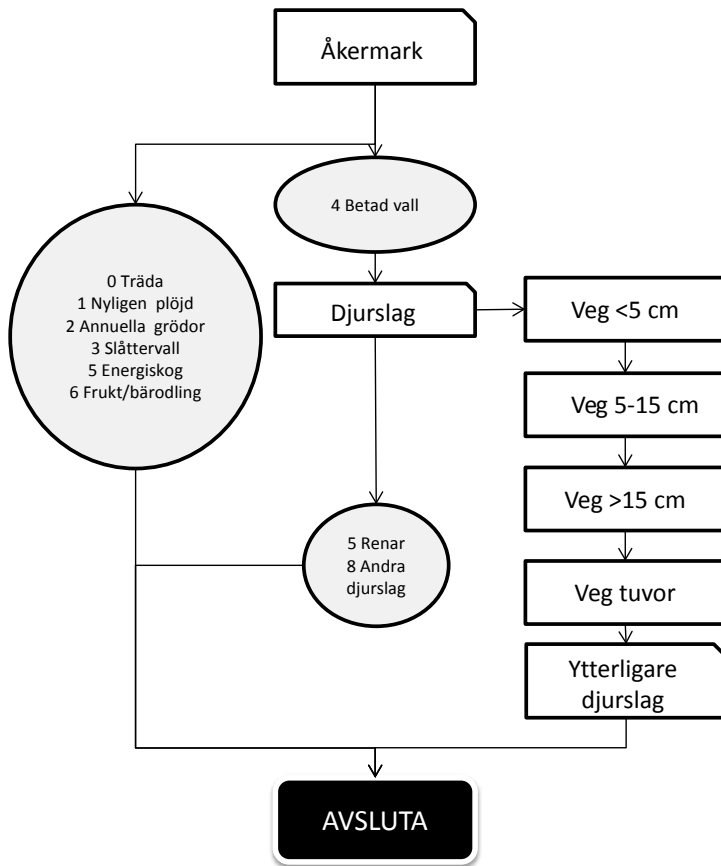 Åkermark
4 Betad vall
0 Träda
1 Nyligen plöjd
2 Annuella grödor
3 Slåttervall
5 Energiskog
6 Frukt/bärodling
Djurslag
Veg <5 cm
Veg 5-15 cm
Veg >15 cm
5 Renar
8 Andra
djurslag
Veg tuvor
Ytterligare
djurslag
AVSLUTA